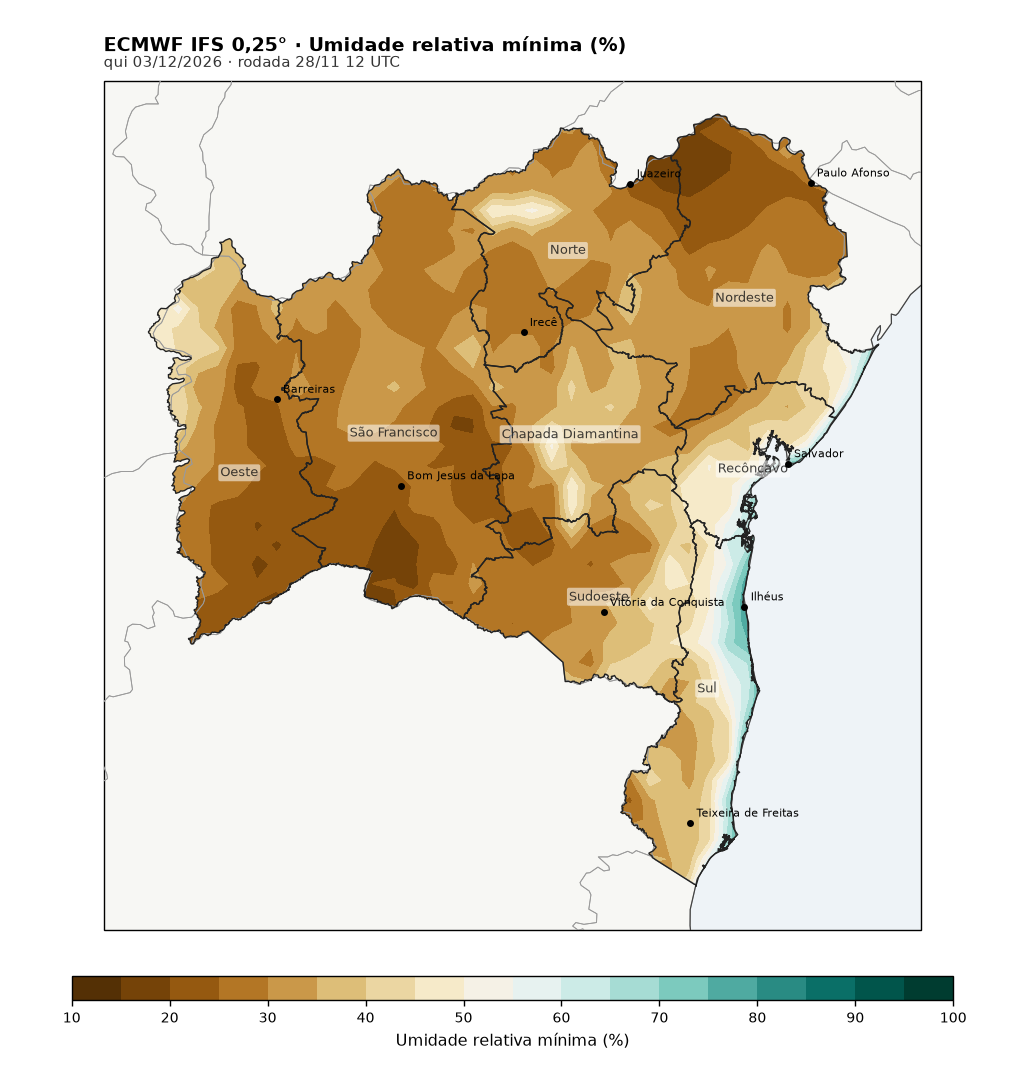 ECMWF IFS 0,25° · Umidade relativa mínima (%)
qui 03/12/2026 · rodada 28/11 12 UTC
Juazeiro
Paulo Afonso
Norte
Nordeste
Irecê
Barreiras
São Francisco
Chapada Diamantina
Salvador
Recôncavo
Oeste
Bom Jesus da Lapa
Sudoeste
Ilhéus
Vitória da Conquista
Sul
Teixeira de Freitas
10 20 30 40 50 60 70 80 90 100
Umidade relativa mínima (%)